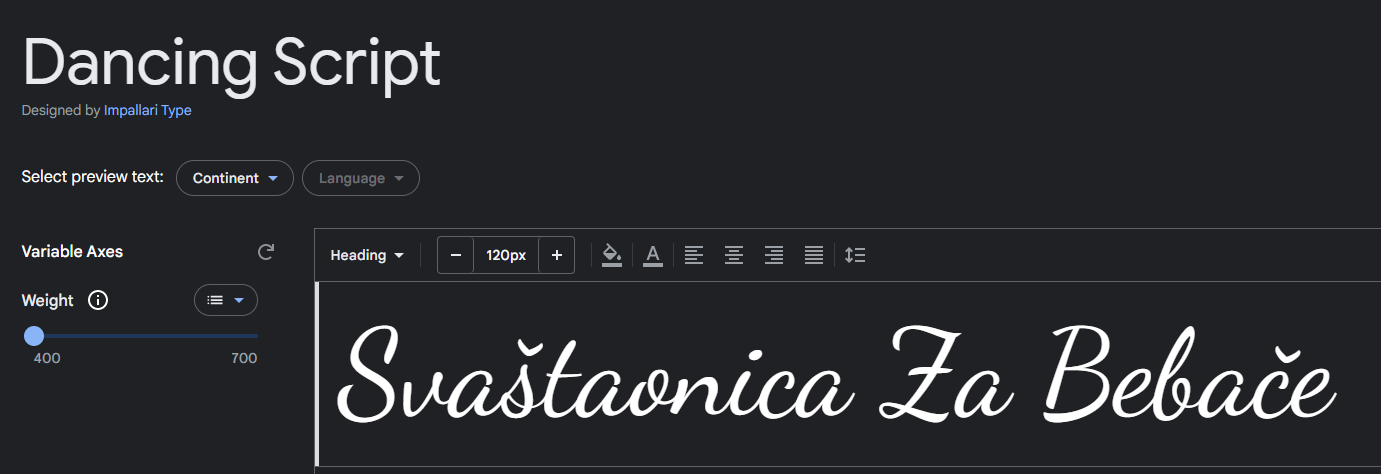 Dancing Script
Designed by Impallari Type
Select preview text: Continent Language
Variable Axes
Heading − 120px + A
Weight
400 700
Svaštaonica Za Bebače